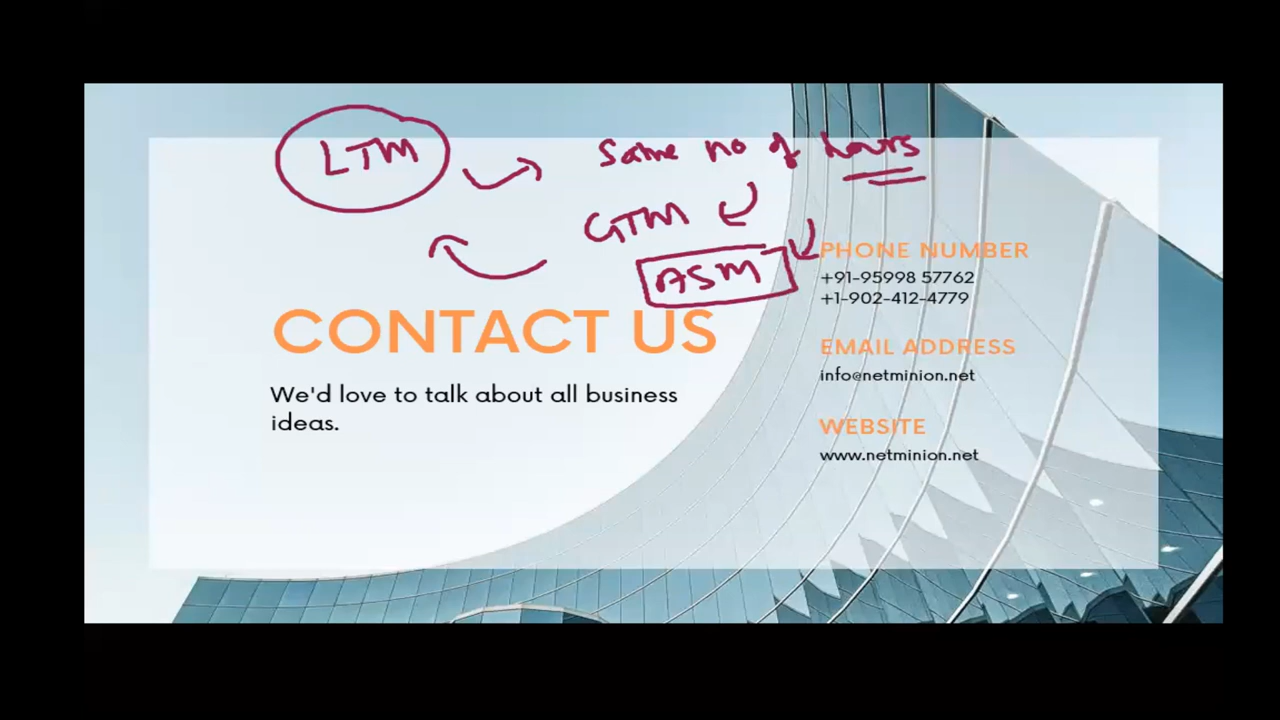 LTM
Same no of hours
GTM
ASM
CONTACT US
We'd love to talk about all business
ideas.
PHONE NUMBER
+91-95998 57762
+1-902-412-4779
EMAIL ADDRESS
info@netminion.net
WEBSITE
www.netminion.net